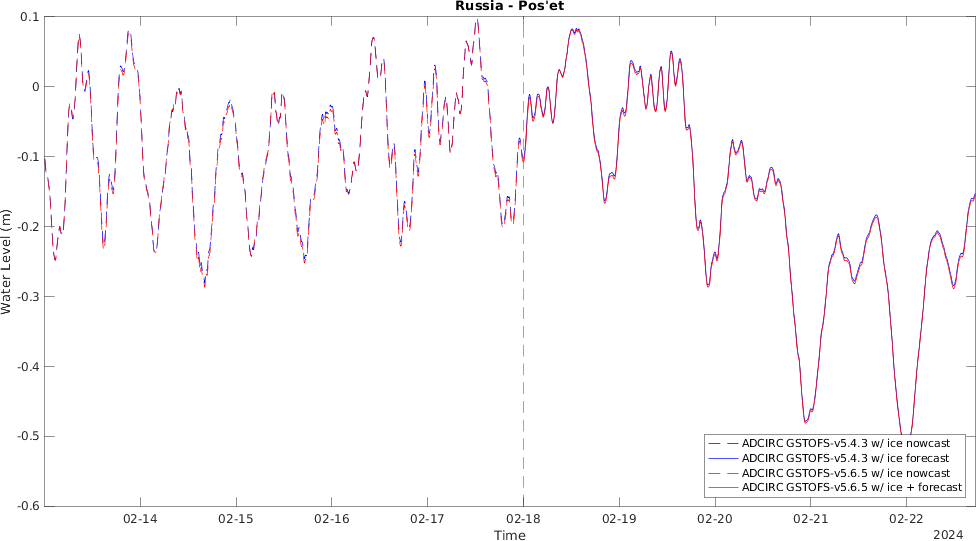 Russia - Pos'et
Water Level (m)
0.1
0
-0.1
-0.2
-0.3
-0.4
-0.5
-0.6
ADCIRC GSTOFS-v5.4.3 w/ ice nowcast
ADCIRC GSTOFS-v5.4.3 w/ ice forecast
ADCIRC GSTOFS-v5.6.5 w/ ice nowcast
ADCIRC GSTOFS-v5.6.5 w/ ice + forecast
02-14 02-15 02-16 02-17 02-18 02-19 02-20 02-21 02-22
Time
2024